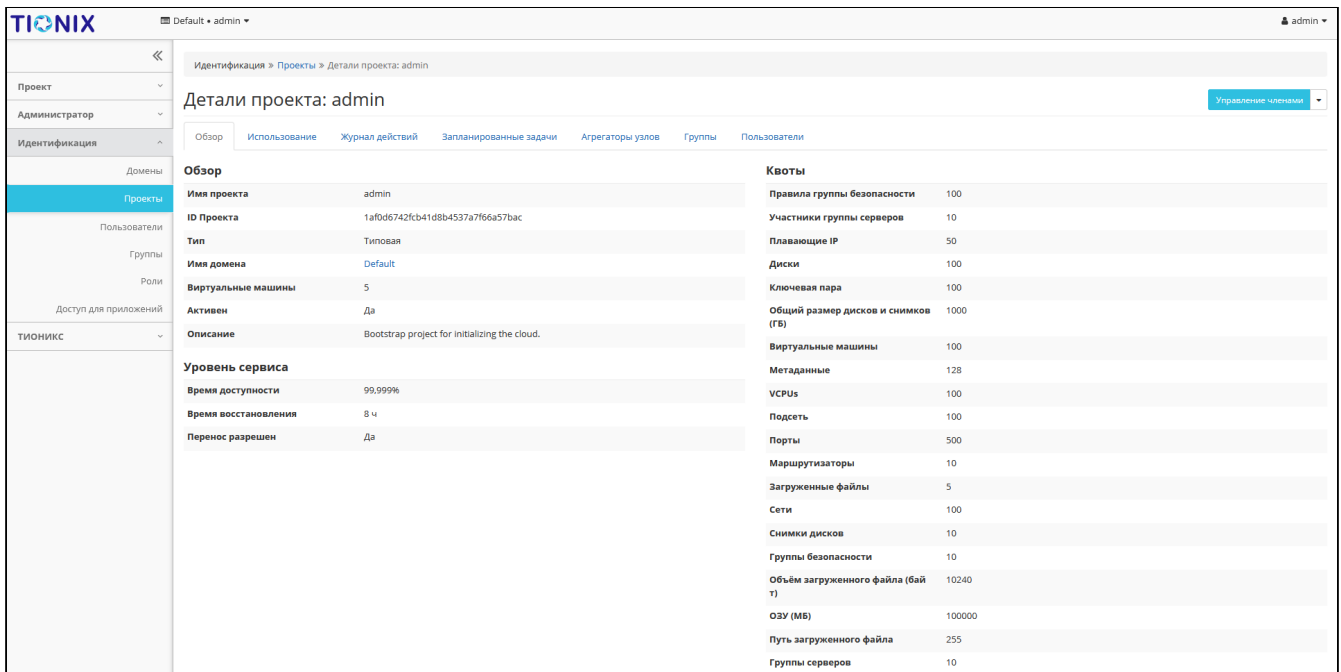 TIONIX
Default • admin
admin
Идентификация » Проекты » Детали проекта: admin
Проект
Администратор
Идентификация
Домены
Проекты
Пользователи
Группы
Роли
Доступ для приложений
ТИОНИКС
Детали проекта: admin
Управление членами
Обзор Использование Журнал действий Запланированные задачи Агрегаторы узлов Группы Пользователи
Обзор
Имя проекта admin
ID Проекта 1af0d6742fcb41d8b4537a7f66a57bac
Тип Типовая
Имя домена Default
Виртуальные машины 5
Активен Да
Описание Bootstrap project for initializing the cloud.
Уровень сервиса
Время доступности 99,999%
Время восстановления 8 ч
Перенос разрешен Да
Квоты
Правила группы безопасности 100
Участники группы серверов 10
Плавающие IP 50
Диски 100
Ключевая пара 100
Общий размер дисков и снимков 1000
(ГБ)
Виртуальные машины 100
Метаданные 128
VCPUs 100
Подсеть 100
Порты 500
Маршрутизаторы 10
Загруженные файлы 5
Сети 100
Снимки дисков 10
Группы безопасности 10
Объём загруженного файла (бай 10240
т)
ОЗУ (МБ) 100000
Путь загруженного файла 255
Группы серверов 10